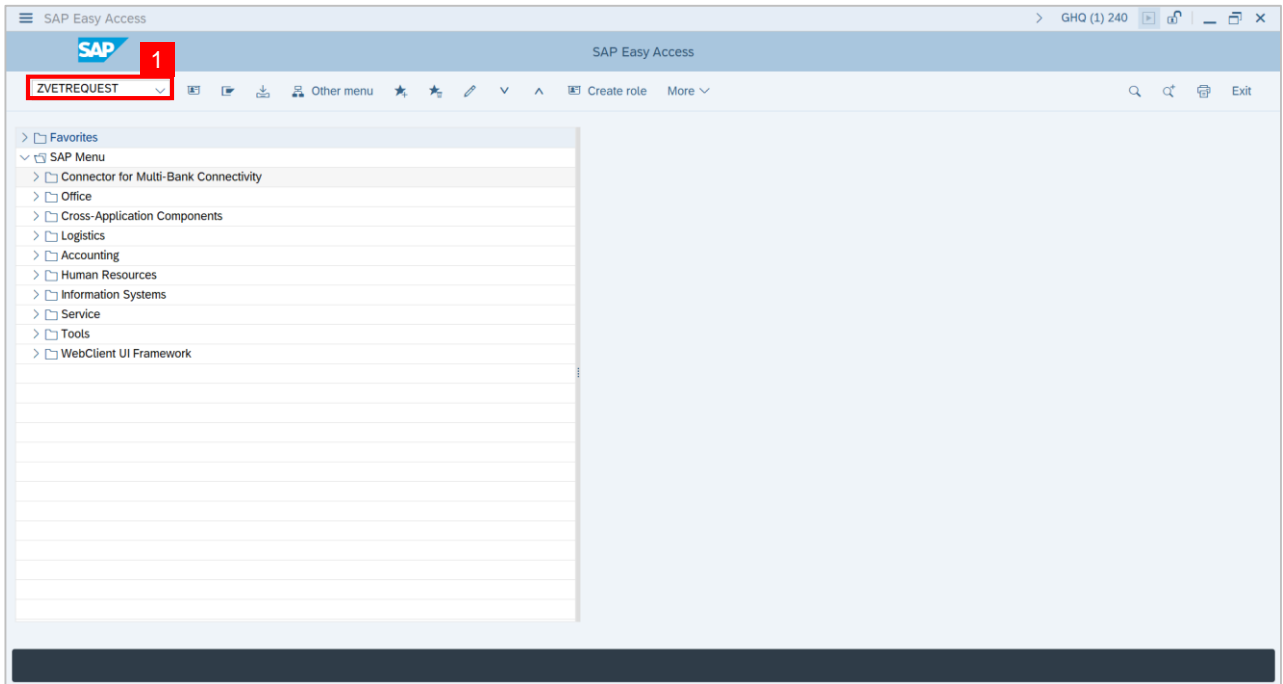 SAP Easy Access
GHQ (1) 240
SAP
SAP Easy Access
1
ZVETREQUEST
Other menu
Create role
More
Exit
Favorites
SAP Menu
Connector for Multi-Bank Connectivity
Office
Cross-Application Components
Logistics
Accounting
Human Resources
Information Systems
Service
Tools
WebClient UI Framework